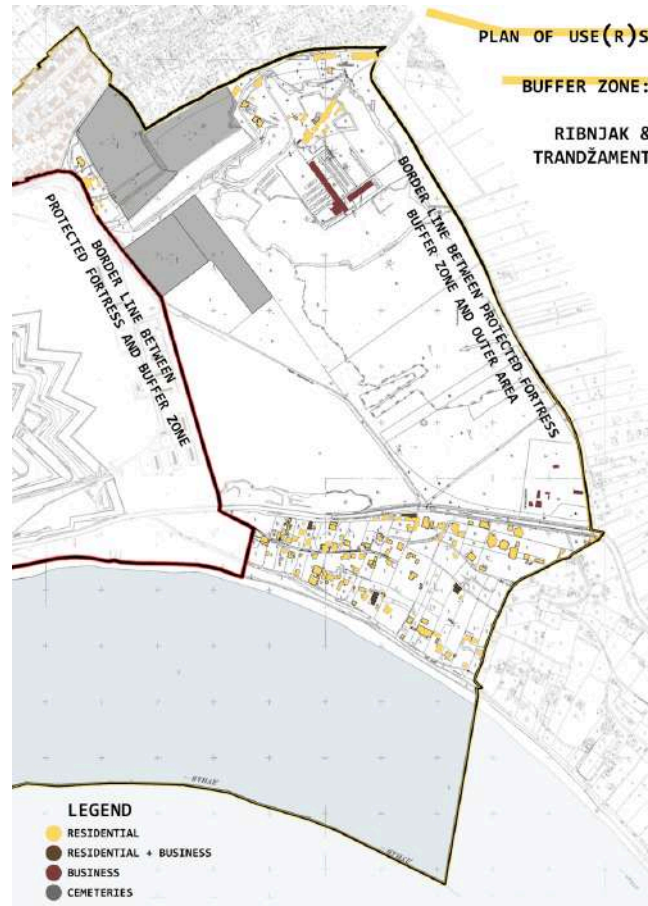 PLAN OF USE(R)S
BUFFER ZONE:
RIBNJAK &
TRANDŽAMENT
BORDER LINE BETWEEN
PROTECTED FORTRESS AND BUFFER ZONE
BORDER LINE BETWEEN PROTECTED FORTRESS
BUFFER ZONE AND OUTER AREA
LEGEND
RESIDENTIAL
RESIDENTIAL + BUSINESS
BUSINESS
CEMETERIES